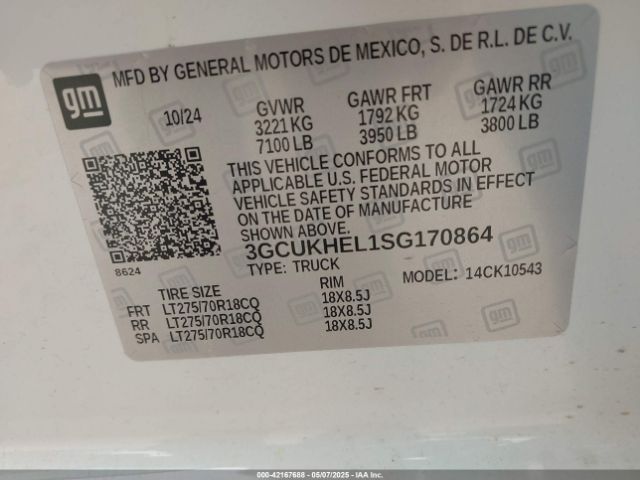 gm
MFD BY GENERAL MOTORS DE MEXICO, S. DE R.L. DE C.V.
10/24 GVWR GAWR FRT GAWR RR
3221 KG 1792 KG 1724 KG
7100 LB 3950 LB 3800 LB
THIS VEHICLE CONFORMS TO ALL
APPLICABLE U.S. FEDERAL MOTOR
VEHICLE SAFETY STANDARDS IN EFFECT
ON THE DATE OF MANUFACTURE
SHOWN ABOVE.
3GCUKHEL1SG170864
8624
TYPE: TRUCK MODEL: 14CK10543
TIRE SIZE RIM
FRT LT275/70R18CQ 18X8.5J
RR LT275/70R18CQ 18X8.5J
SPA LT275/70R18CQ 18X8.5J
000-42167688 - 05/07/2025 - IAA Inc.